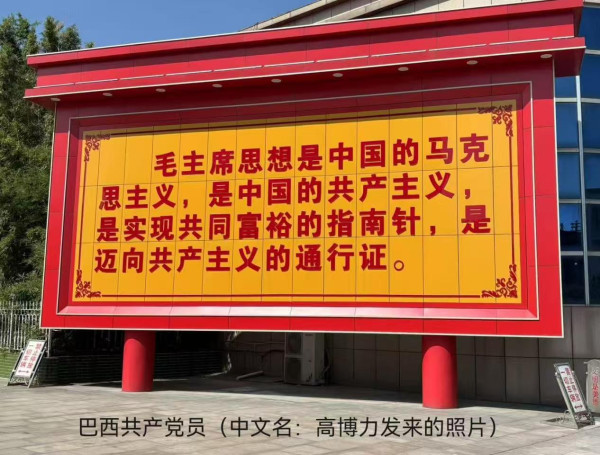 毛主席思想是中国的马克
思主义，是中国的共产主义，
是实现共同富裕的指南针，是
迈向共产主义的通行证。
巴西共产党员（中文名：高博力发来的照片）